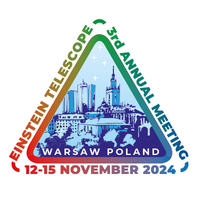 EINSTEIN TELESCOPE
3rd ANNUAL MEETING
WARSAW POLAND
12-15 NOVEMBER 2024